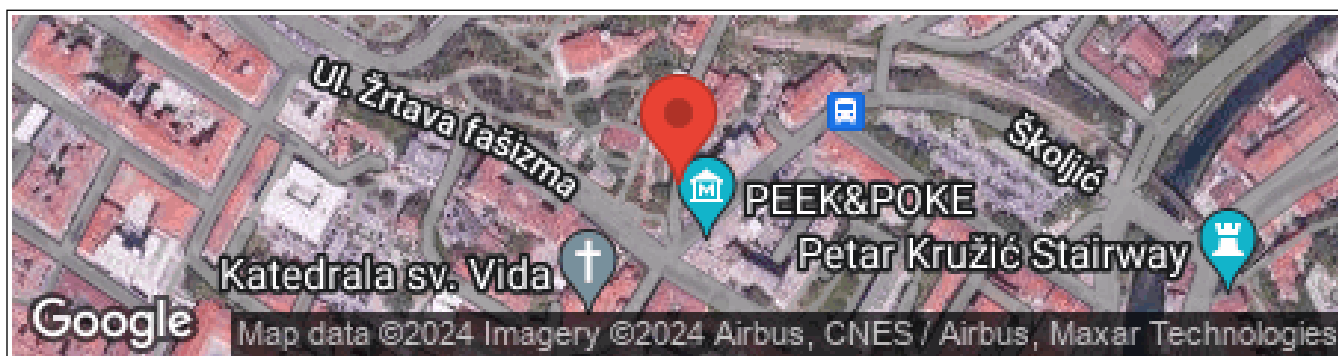 Ul. Žrtava fašizma
Školjić
PEEK&POKE
M
Petar Kružić Stairway
Katedrala sv. Vida
Google
Map data ©2024 Imagery ©2024 Airbus, CNES / Airbus, Maxar Technologies